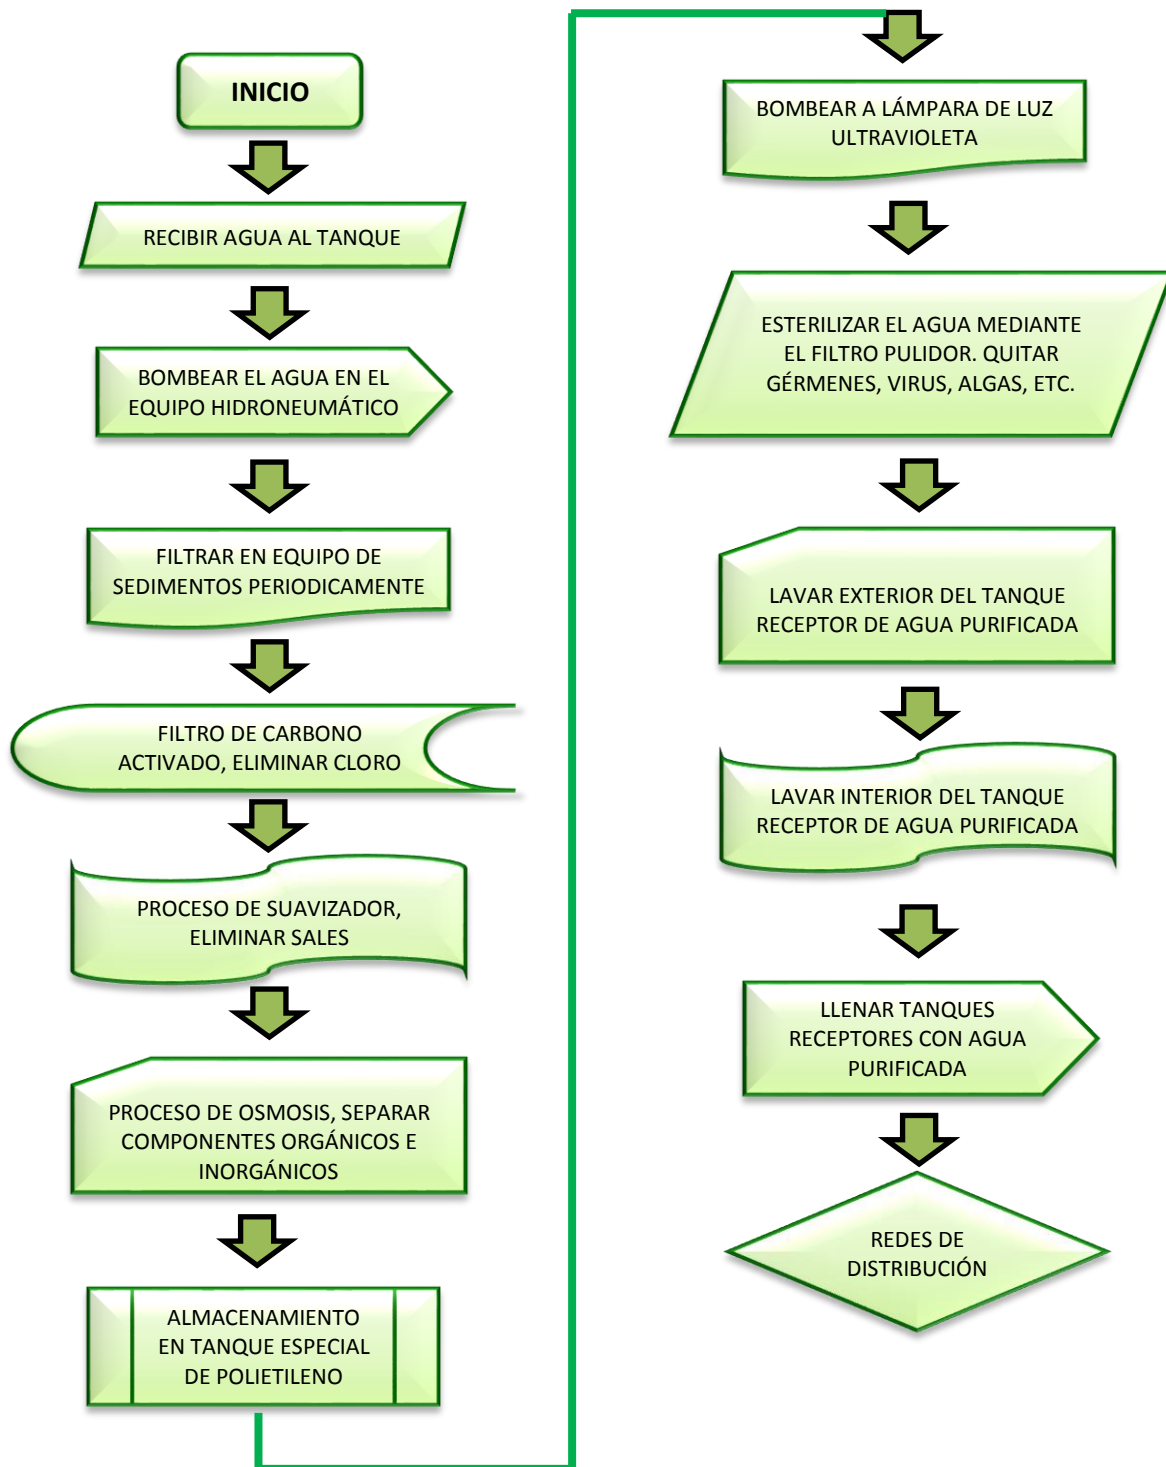 INICIO
RECIBIR AGUA AL TANQUE
BOMBEAR EL AGUA EN EL
EQUIPO HIDRONEUMÁTICO
FILTRAR EN EQUIPO DE
SEDIMENTOS PERIODICAMENTE
FILTRO DE CARBONO
ACTIVADO, ELIMINAR CLORO
PROCESO DE SUAVIZADOR,
ELIMINAR SALES
PROCESO DE OSMOSIS, SEPARAR
COMPONENTES ORGÁNICOS E
INORGÁNICOS
ALMACENAMIENTO
EN TANQUE ESPECIAL
DE POLIETILENO
BOMBEAR A LÁMPARA DE LUZ
ULTRAVIOLETA
ESTERILIZAR EL AGUA MEDIANTE
EL FILTRO PULIDOR. QUITAR
GÉRMENES, VIRUS, ALGAS, ETC.
LAVAR EXTERIOR DEL TANQUE
RECEPTOR DE AGUA PURIFICADA
LAVAR INTERIOR DEL TANQUE
RECEPTOR DE AGUA PURIFICADA
LLENAR TANQUES
RECEPTORES CON AGUA
PURIFICADA
REDES DE
DISTRIBUCIÓN